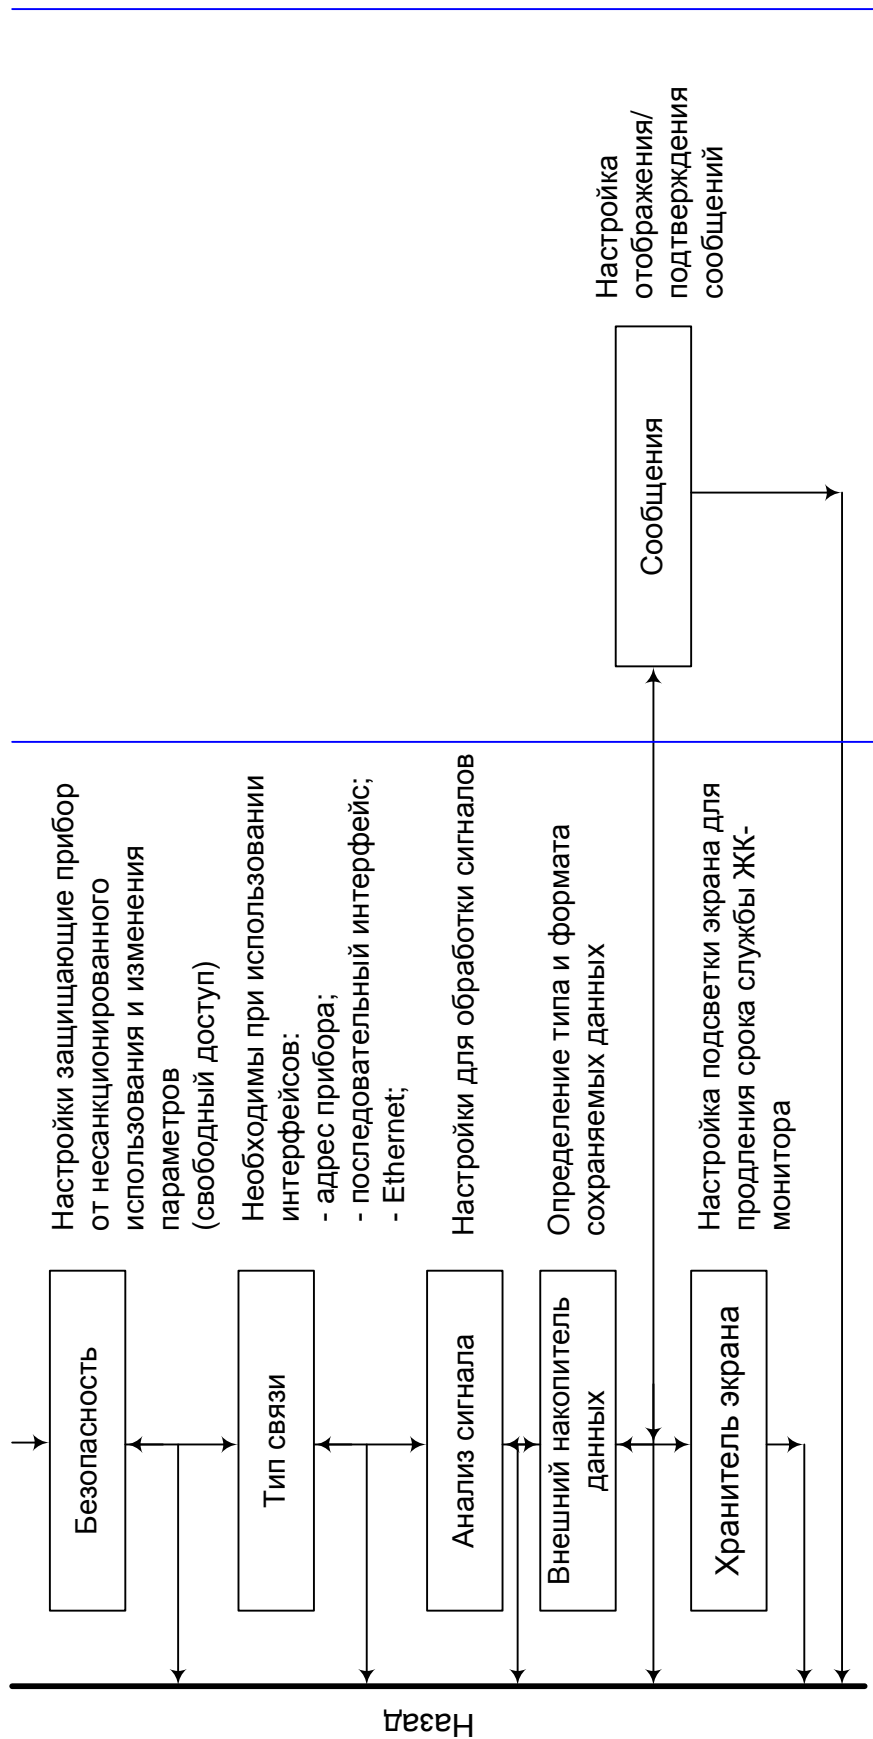 Безопасность
Настройки защищающие прибор
от несанкционированного
использования и изменения
параметров
(свободный доступ)
Тип связи
Необходимы при использовании
интерфейсов:
- адрес прибора;
- последовательный интерфейс;
- Ethernet;
Анализ сигнала
Настройки для обработки сигналов
Внешний накопитель
данных
Определение типа и формата
сохраняемых данных
Хранитель экрана
Настройка подсветки экрана для
продления срока службы ЖК-
монитора
Сообщения
Настройка
отображения/
подтверждения
сообщений
Назад